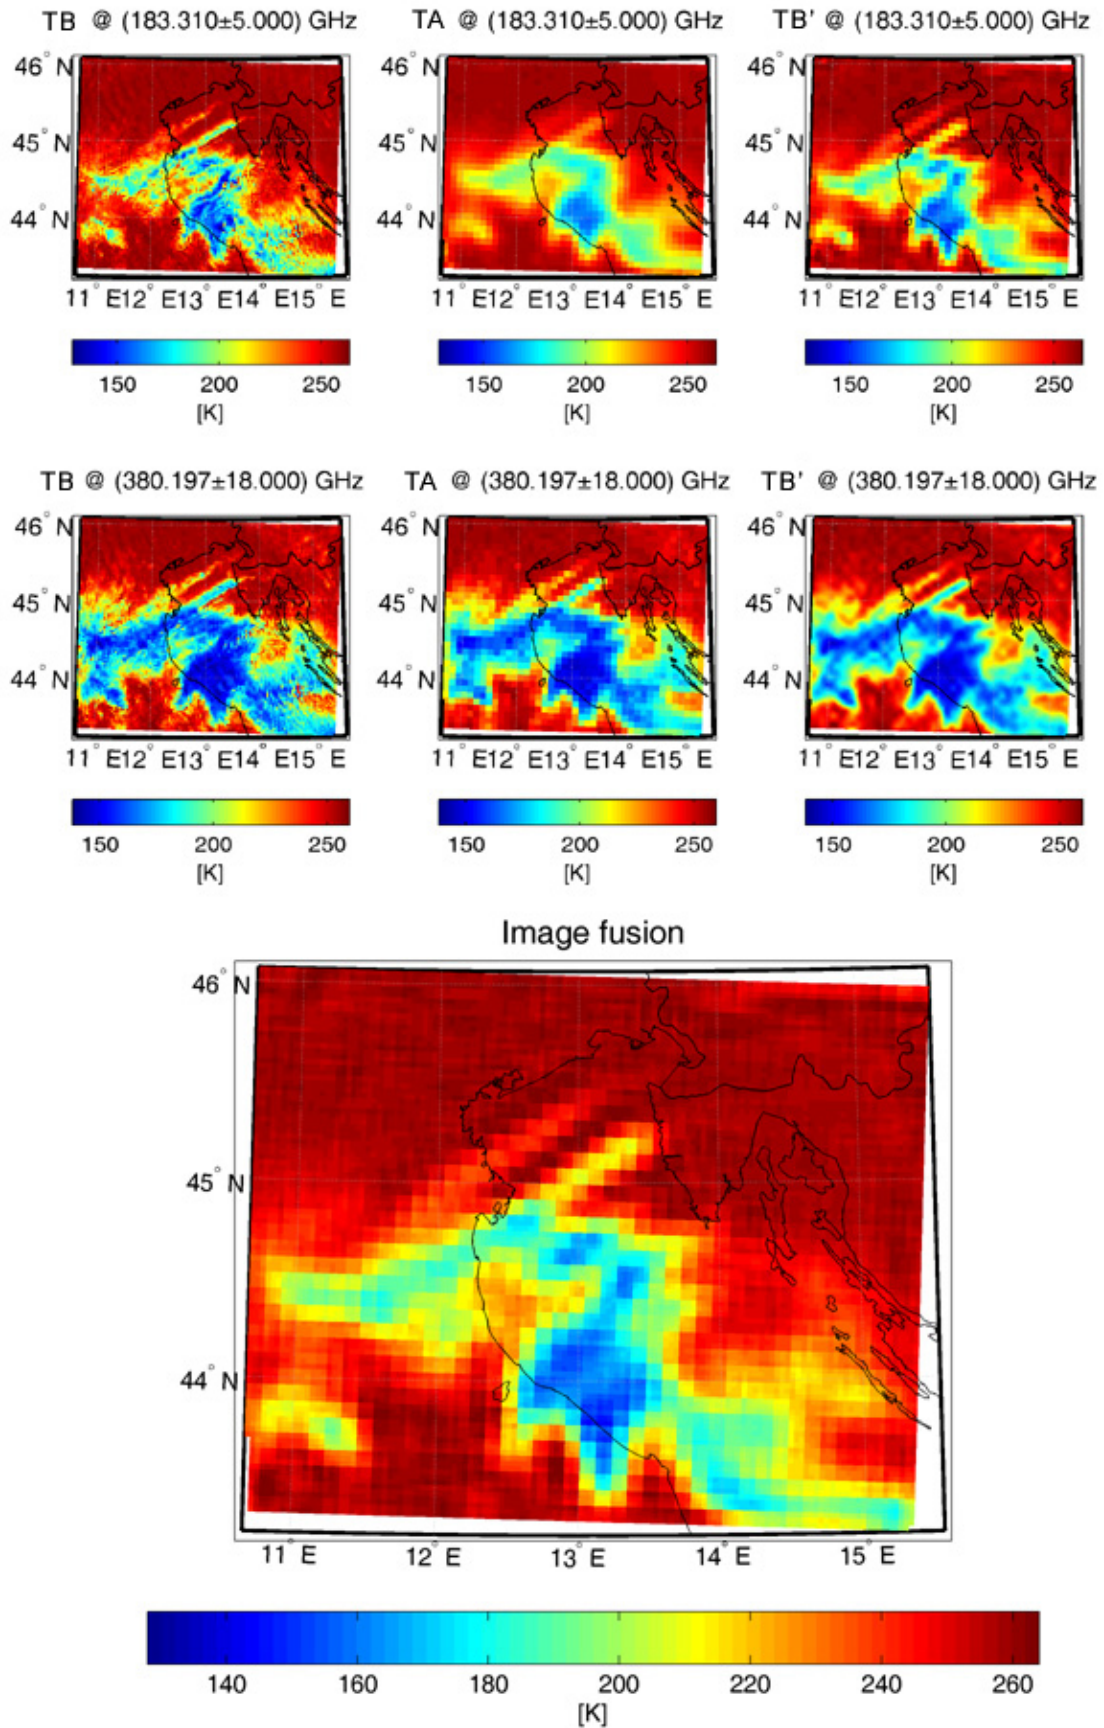 TB @ (183.310±5.000) GHz TA @ (183.310±5.000) GHz TB' @ (183.310±5.000) GHz
46° N 46° N 46° N
45° N 45° N 45° N
44° N 44° N 44° N
11° E12° E13° E14° E15° E 11° E12° E13° E14° E15° E 11° E12° E13° E14° E15° E
150 200 250 150 200 250 150 200 250
[K] [K] [K]
TB @ (380.197±18.000) GHz TA @ (380.197±18.000) GHz TB' @ (380.197±18.000) GHz
46° N 46° N 46° N
45° N 45° N 45° N
44° N 44° N 44° N
11° E12° E13° E14° E15° E 11° E12° E13° E14° E15° E 11° E12° E13° E14° E15° E
150 200 250 150 200 250 150 200 250
[K] [K] [K]
Image fusion
46° N
45° N
44° N
11° E 12° E 13° E 14° E 15° E
140 160 180 200 220 240 260
[K]